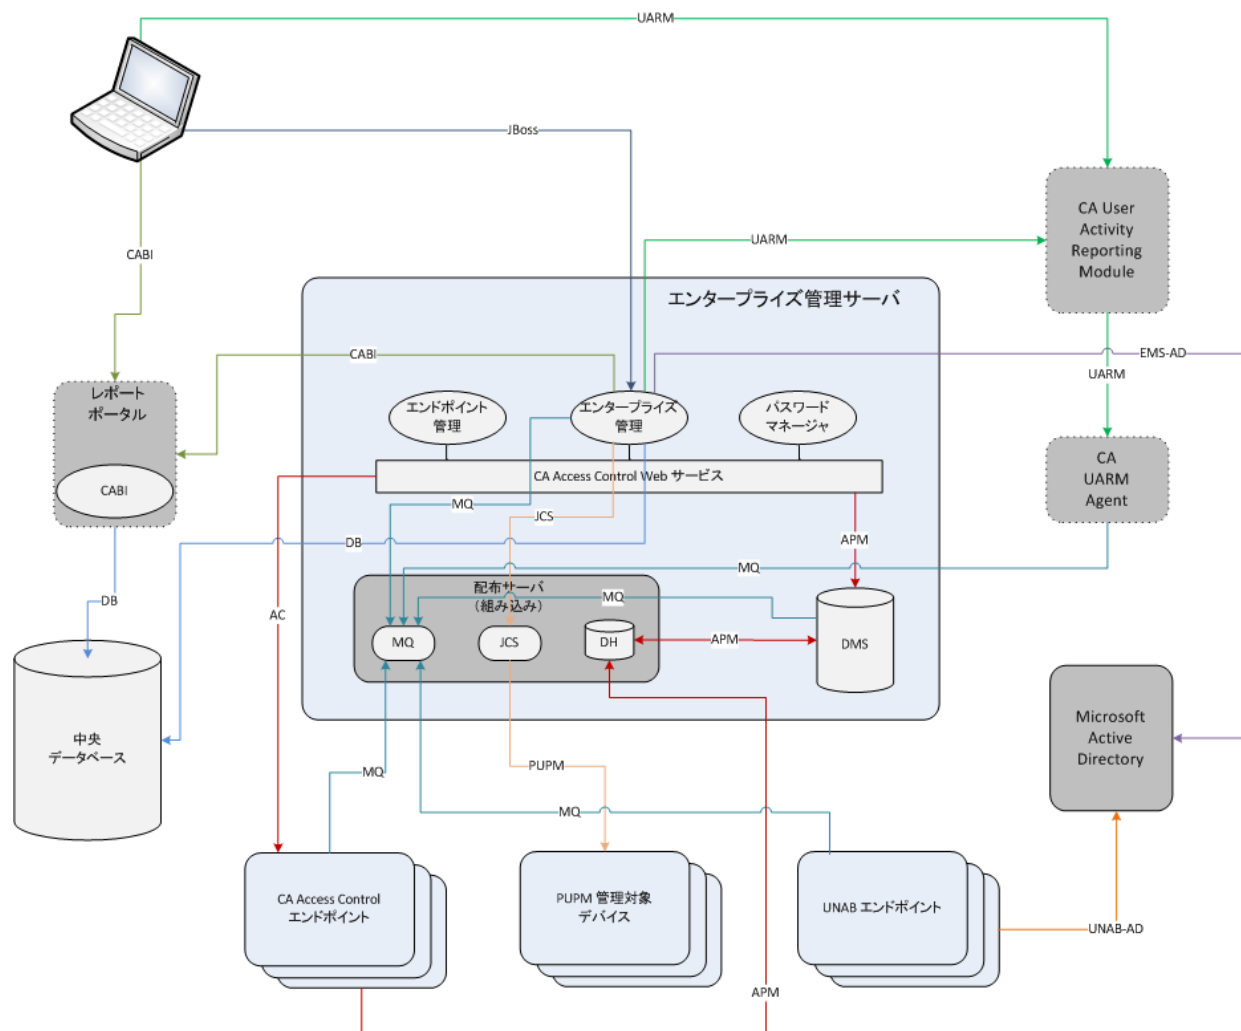 UARM
JBoss
CA User
Activity
Reporting
Module
UARM
CABI
エンタープライズ管理サーバ
CABI
EMS-AD
UARM
レポート
ポータル
エンドポイント
管理
エンタープライズ
管理
パスワード
マネージャ
CA
UARM
Agent
CA Access Control Web サービス
CABI
MQ
JCS
DB
APM
MQ
配布サーバ
(組み込み)
MQ
DB
AC
MQ
JCS
DH
APM
DMS
中央
データベース
Microsoft
Active
Directory
MQ
PUPM
MQ
CA Access Control
エンドポイント
PUPM 管理対象
デバイス
UNAB エンドポイント
UNAB-AD
APM